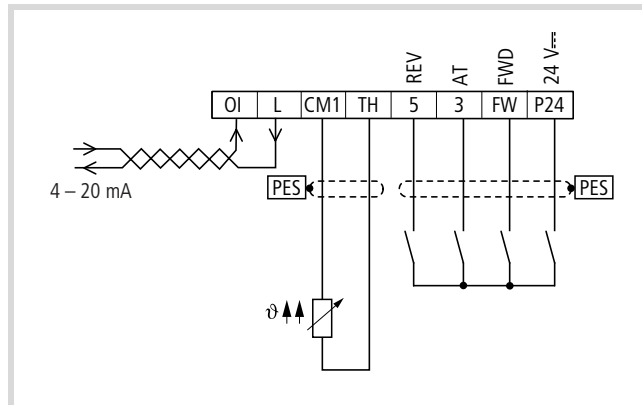 REV AT FWD 24 V⎓
OI L CM1 TH 5 3 FW P24
4 – 20 mA
PES PES
ϑ